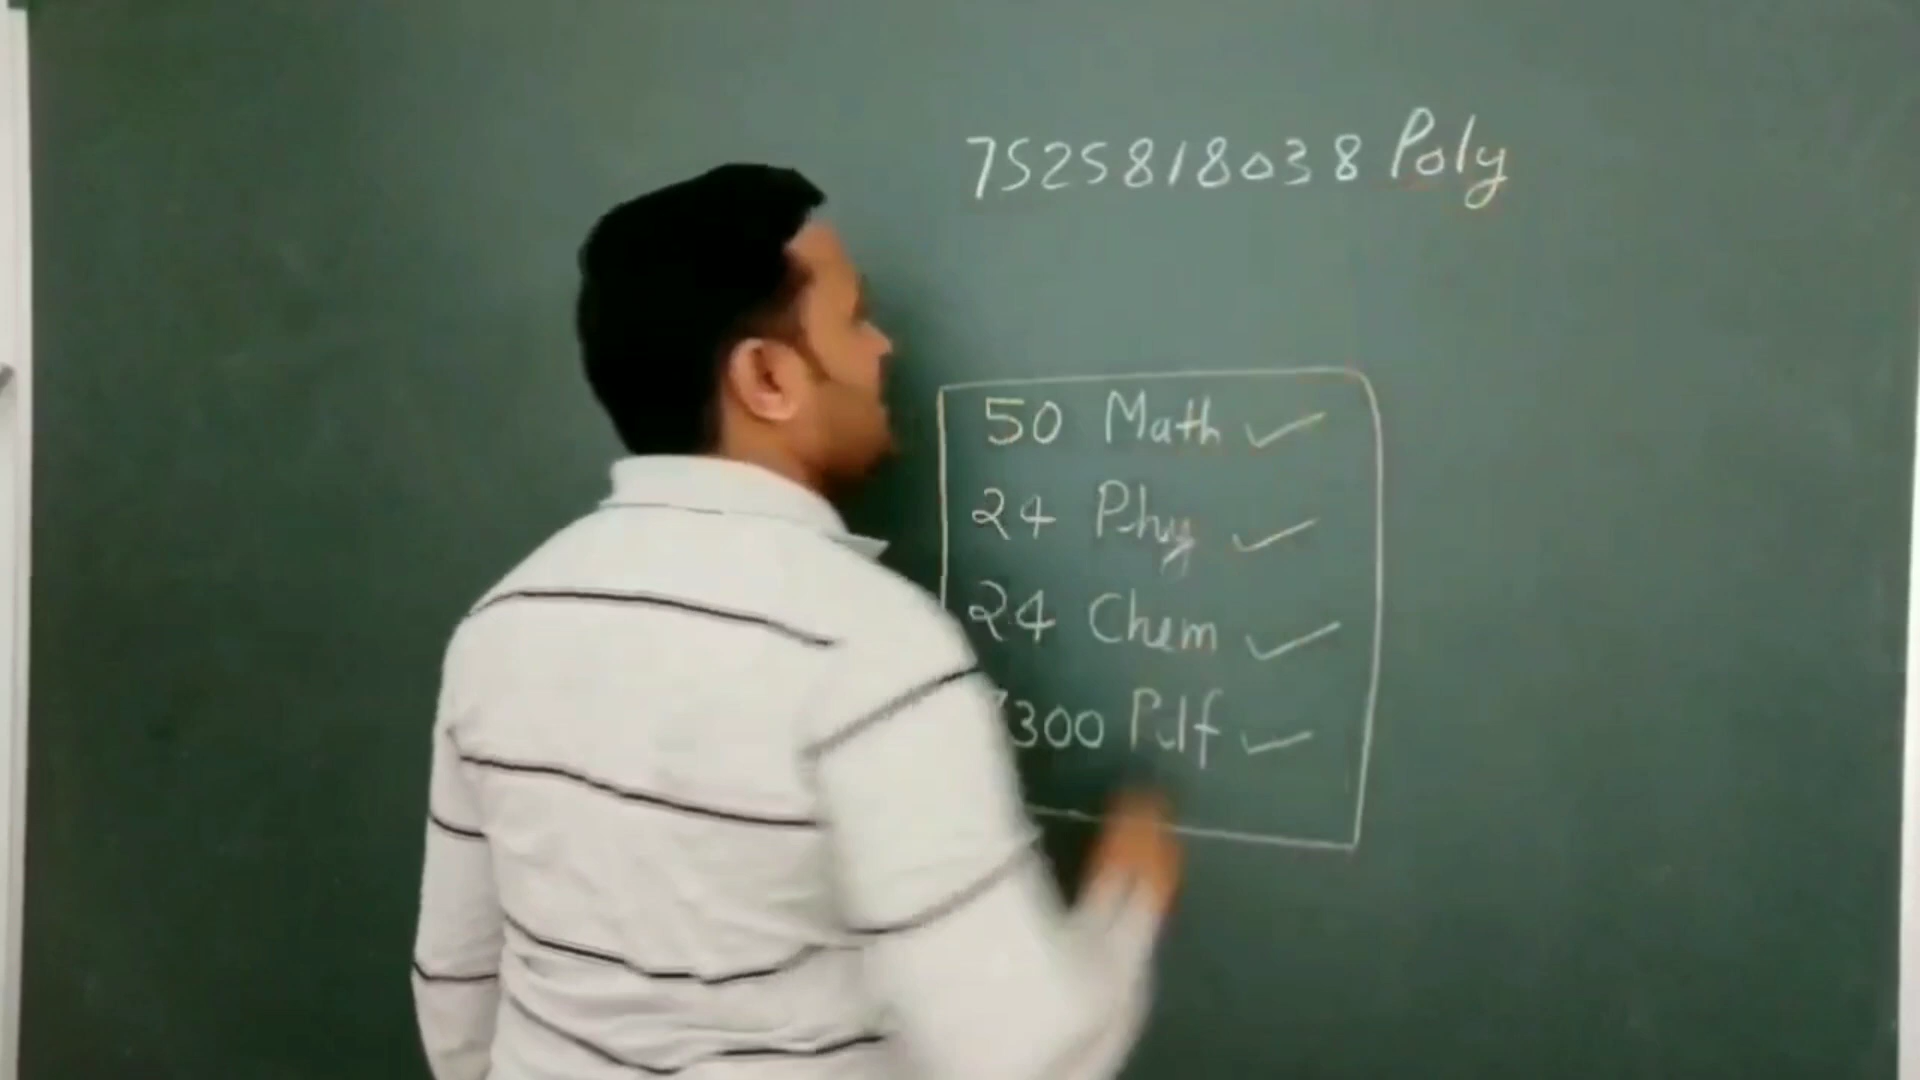 7525818038 Poly
50 Math ✓
24 Phy ✓
24 Chem ✓
300 Pdf ✓